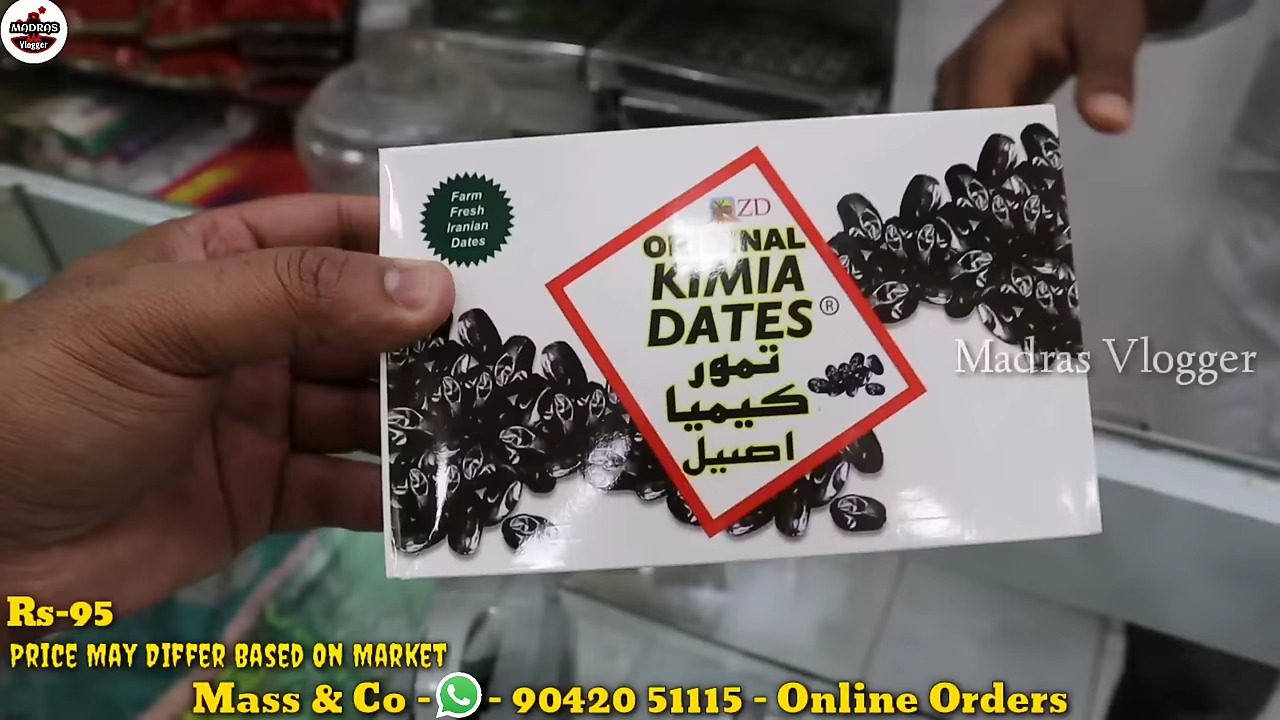 MADRAS
Vlogger
Farm
Fresh
Iranian
Dates
ZD
ORIGINAL
KIMIA
DATES®
تمور
كيميا
اصيل
Madras Vlogger
Rs-95
PRICE MAY DIFFER BASED ON MARKET
Mass & Co - - 90420 51115 - Online Orders